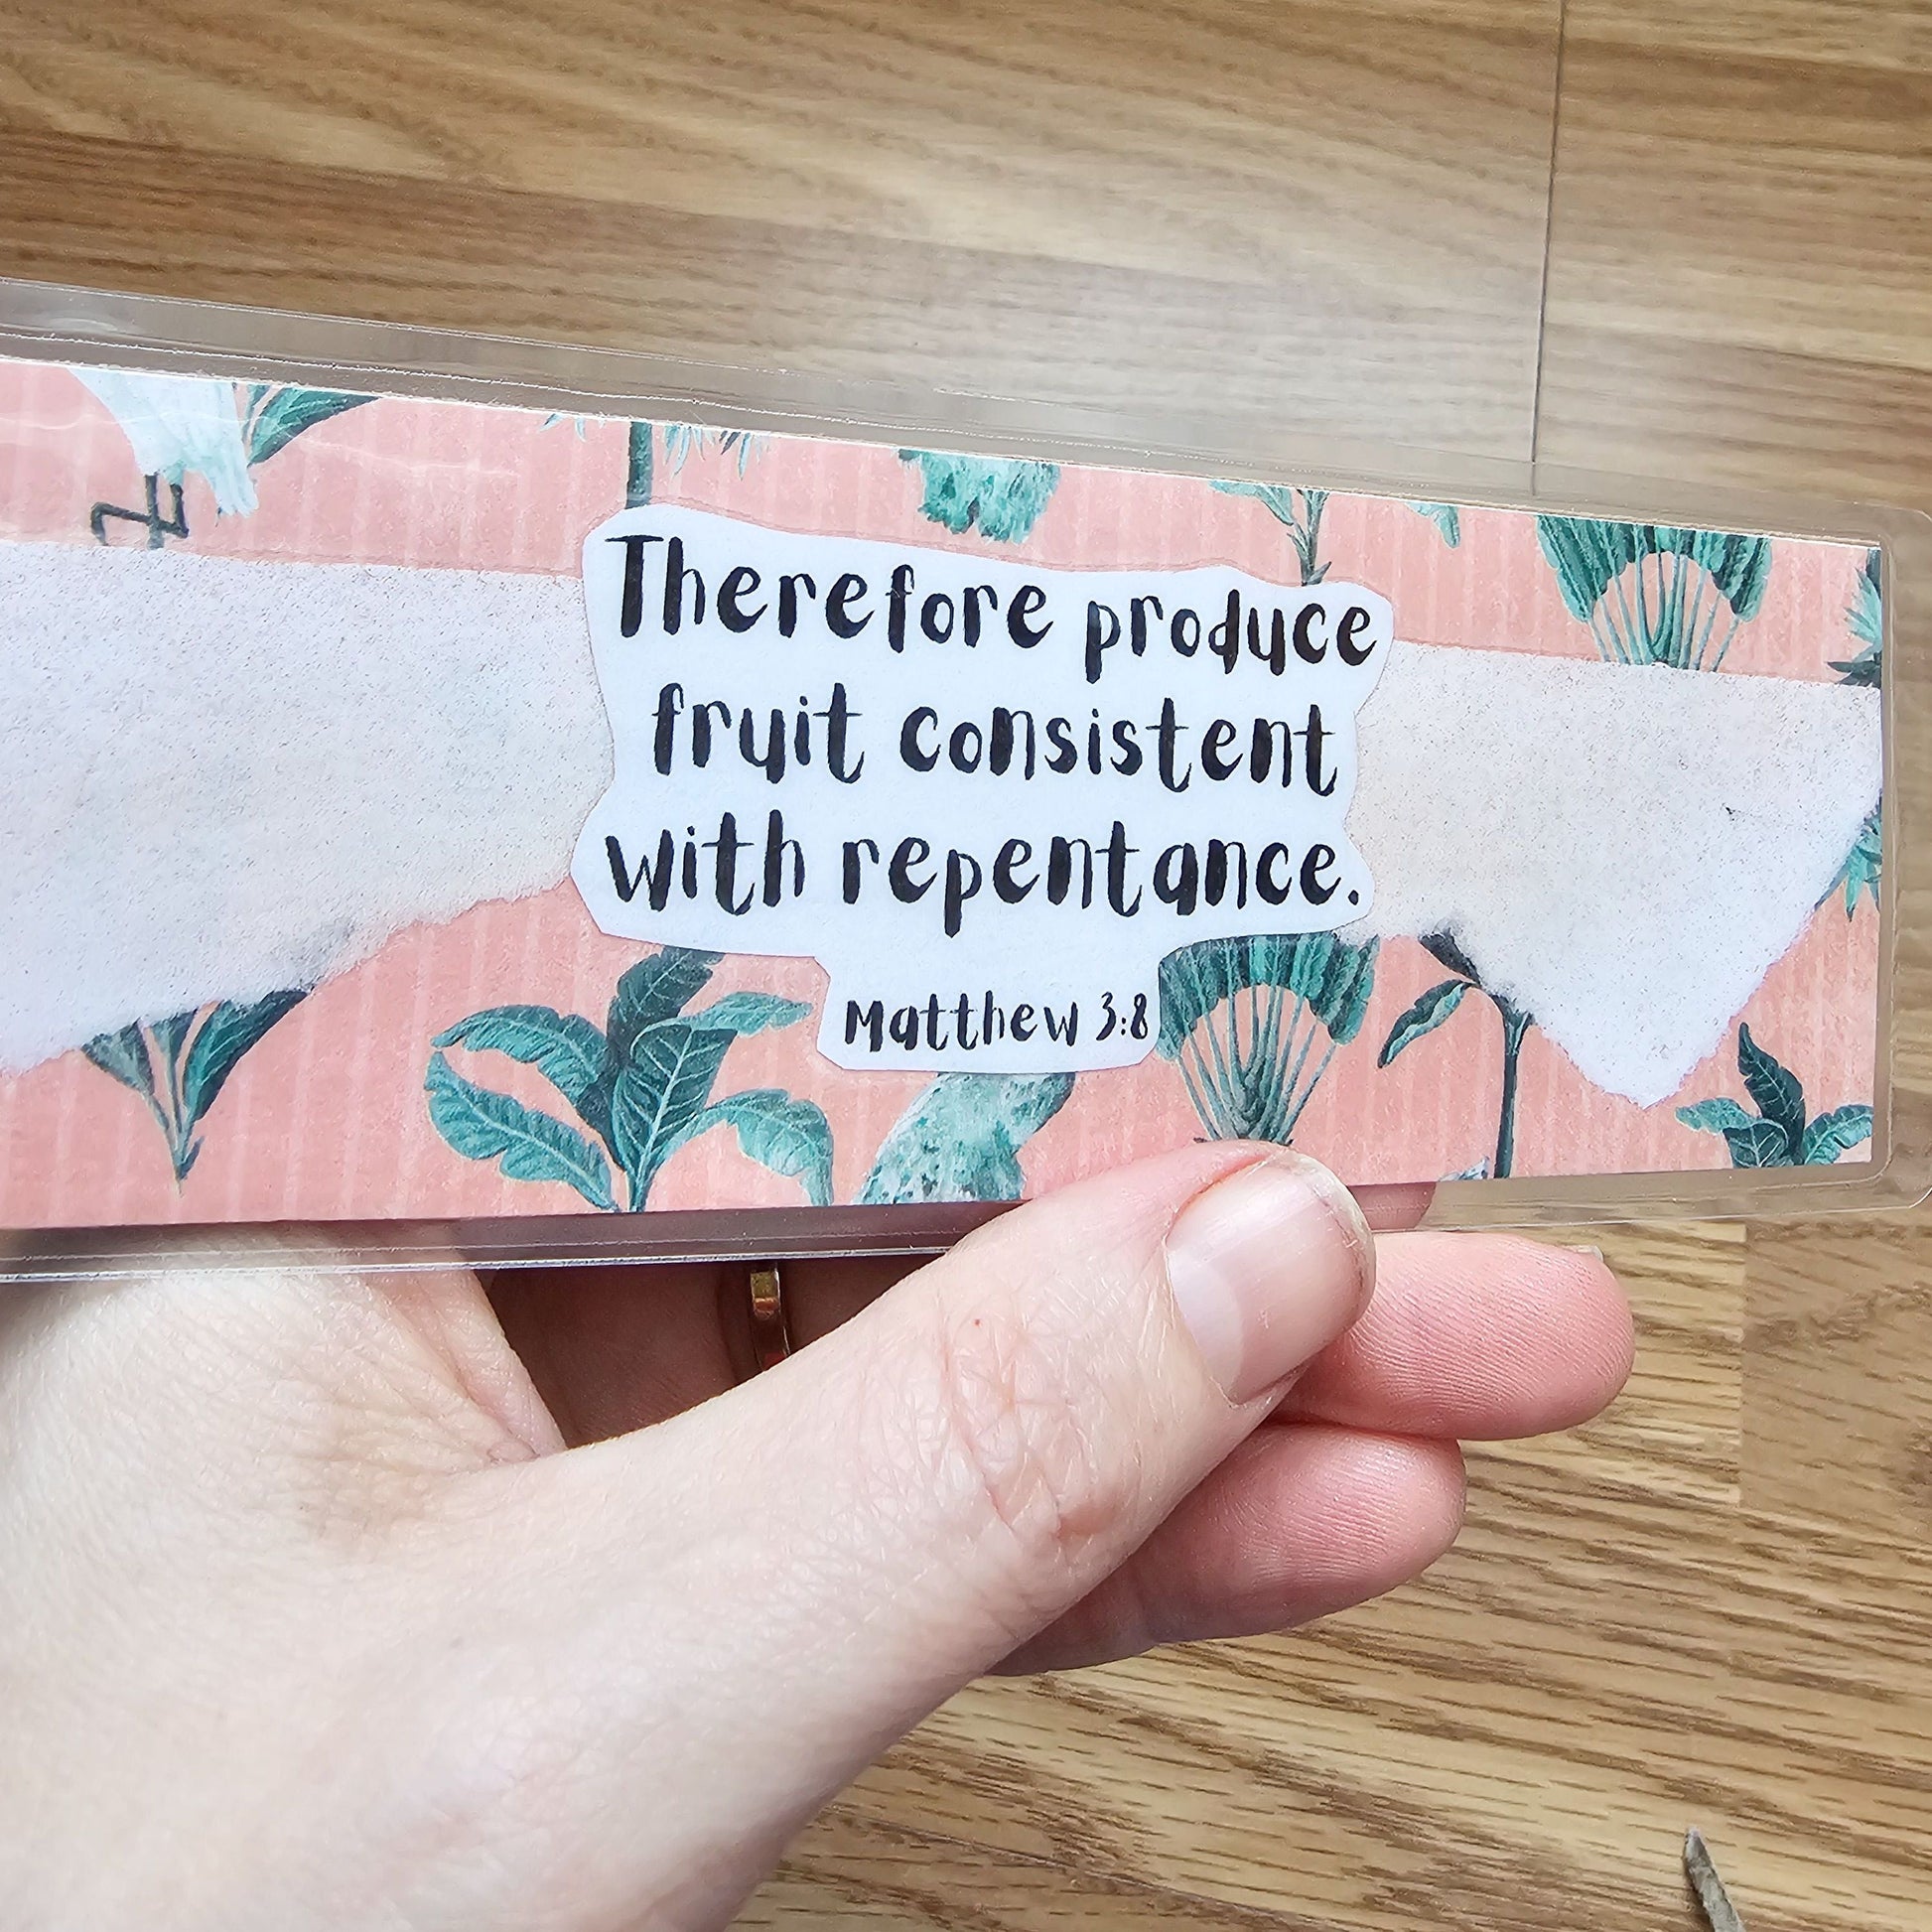 Therefore produce
fruit consistent
with repentance.
Matthew 3:8